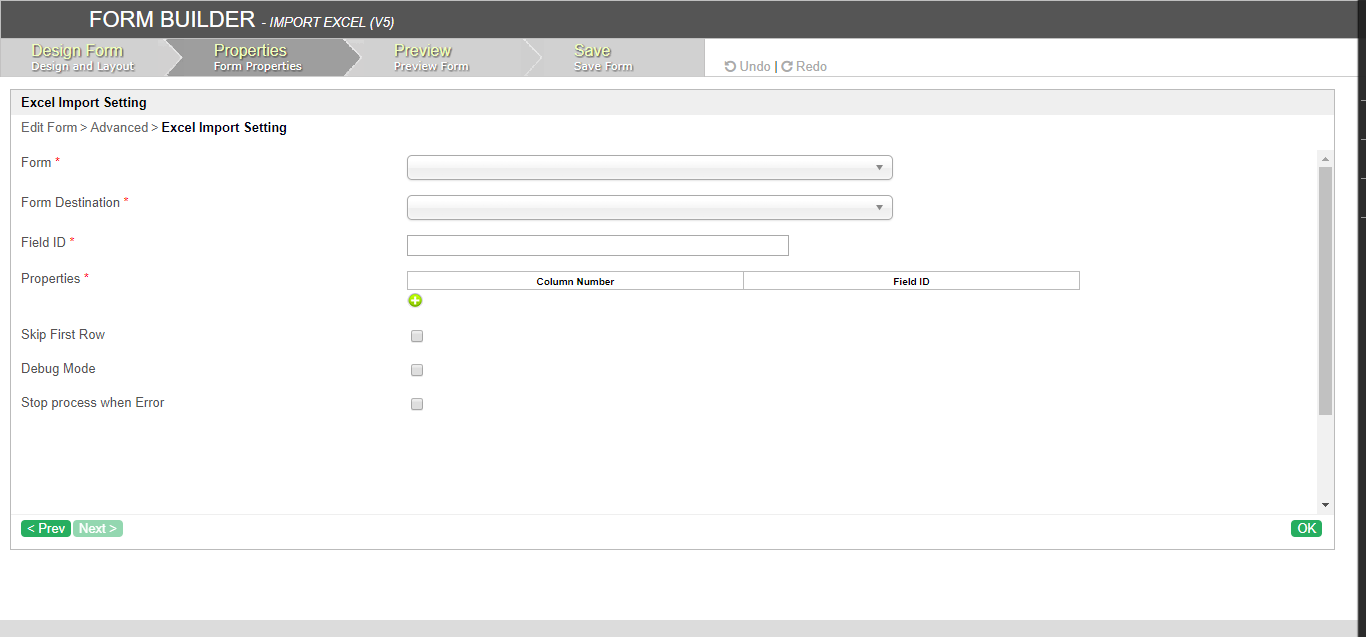 FORM BUILDER - IMPORT EXCEL (V5)
Design Form Properties Preview Save
Design and Layout Form Properties Preview Form Save Form
Undo | Redo
Excel Import Setting
Edit Form > Advanced > Excel Import Setting
Form *
Form Destination *
Field ID *
Properties *
Column Number Field ID
Skip First Row
Debug Mode
Stop process when Error
< Prev Next > OK